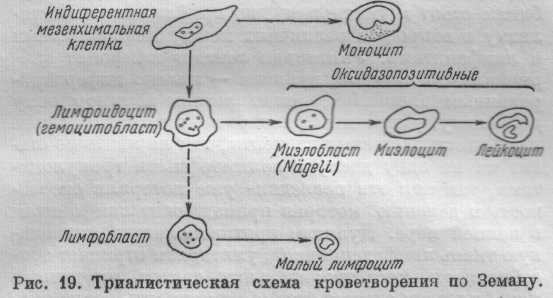 Индиферентная
мезенхимальная
клетка
Моноцит
Оксидазопозитивные
Лимфоидоцит
(гемоцитобласт)
Миэлобласт
(Nägeli)
Миэлоцит
Лейкоцит
Лимфобласт
Малый лимфоцит
Рис. 19. Триалистическая схема кроветворения по Земану.